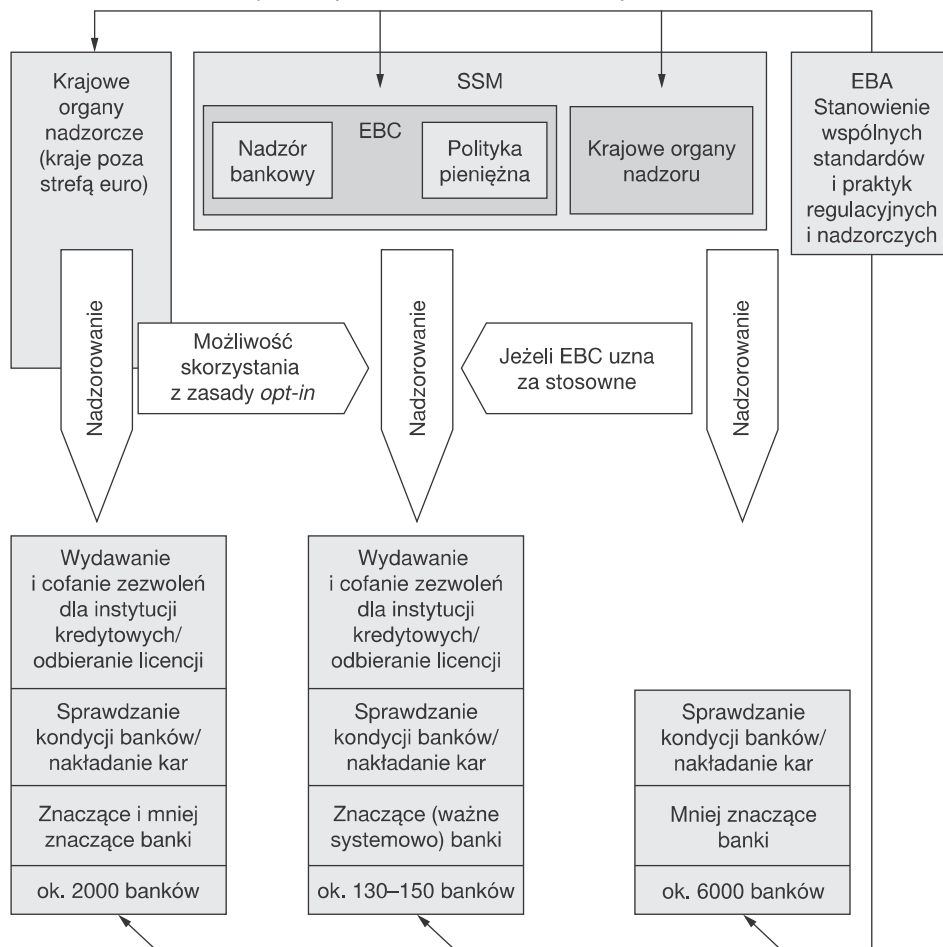 Krajowe
organy
nadzorcze
(kraje poza
strefą euro)
SSM
EBC
Nadzór
bankowy
Polityka
pieniężna
Krajowe organy
nadzoru
EBA
Stanowienie
wspólnych
standardów
i praktyk
regulacyjnych
i nadzorczych
Nadzorowanie
Możliwość
skorzystania
z zasady opt-in
Nadzorowanie
Jeżeli EBC uzna
za stosowne
Nadzorowanie
Wydawanie
i cofanie zezwoleń
dla instytucji
kredytowych/
odbieranie licencji
Sprawdzanie
kondycji banków/
nakładanie kar
Znaczące i mniej
znaczące banki
ok. 2000 banków
Wydawanie
i cofanie zezwoleń
dla instytucji
kredytowych/
odbieranie licencji
Sprawdzanie
kondycji banków/
nakładanie kar
Znaczące (ważne
systemowo) banki
ok. 130–150 banków
Sprawdzanie
kondycji banków/
nakładanie kar
Mniej znaczące
banki
ok. 6000 banków